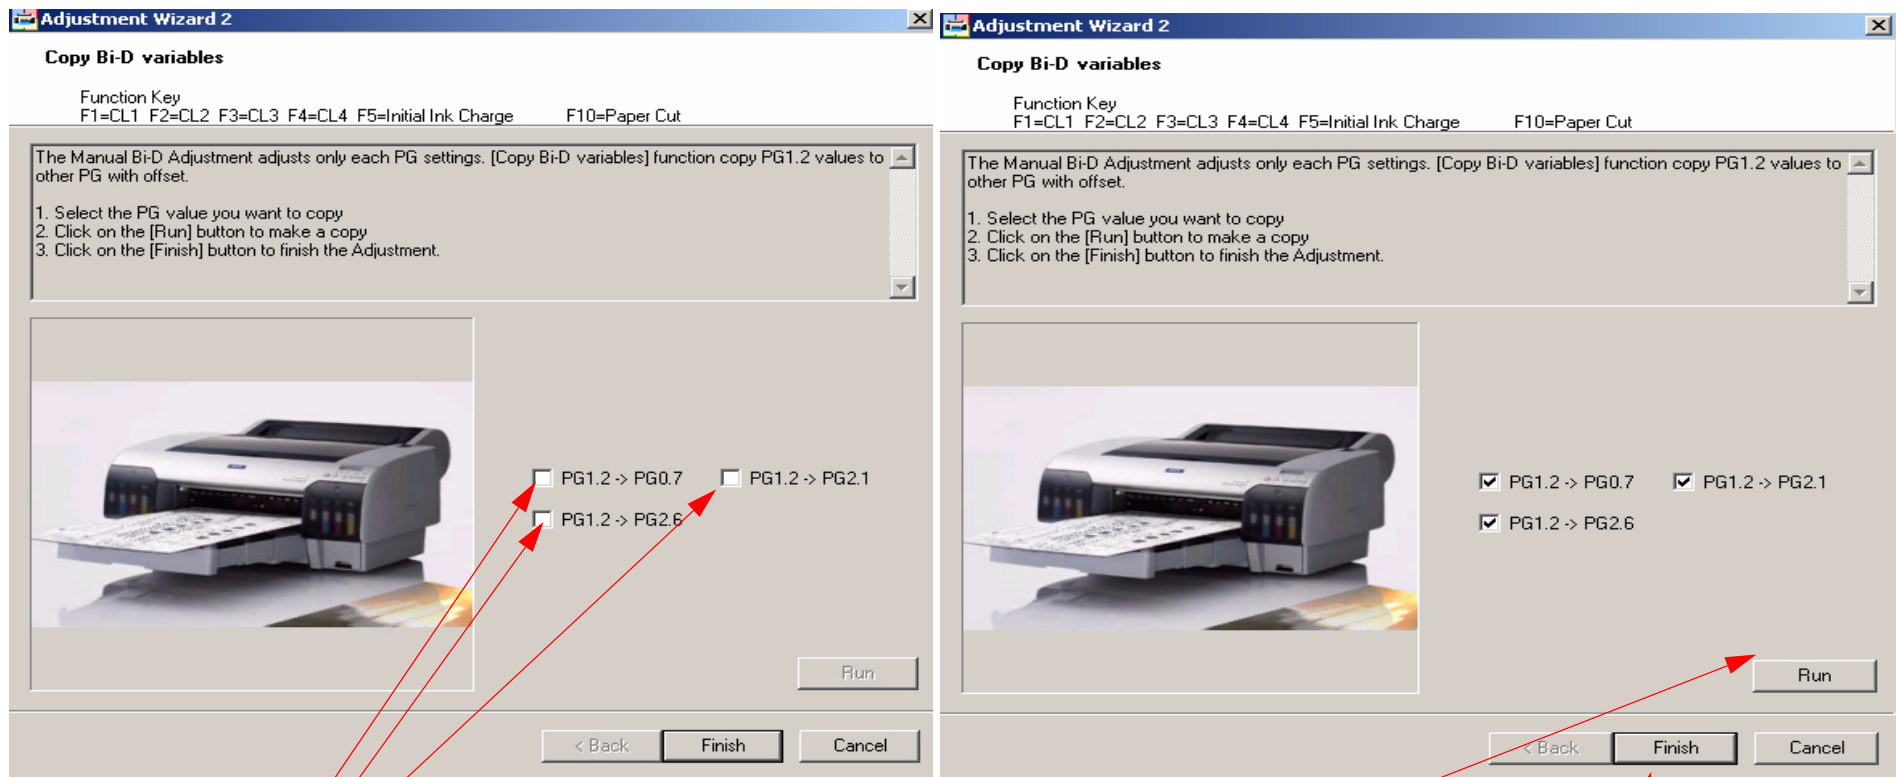 Adjustment Wizard 2
Copy Bi-D variables
Function Key
F1=CL1 F2=CL2 F3=CL3 F4=CL4 F5=Initial Ink Charge F10=Paper Cut
The Manual Bi-D Adjustment adjusts only each PG settings. [Copy Bi-D variables] function copy PG1.2 values to
other PG with offset.
1. Select the PG value you want to copy
2. Click on the [Run] button to make a copy
3. Click on the [Finish] button to finish the Adjustment.
PG1.2 -> PG0.7 PG1.2 -> PG2.1
PG1.2 -> PG2.6
Run
< Back Finish Cancel
Adjustment Wizard 2
Copy Bi-D variables
Function Key
F1=CL1 F2=CL2 F3=CL3 F4=CL4 F5=Initial Ink Charge F10=Paper Cut
The Manual Bi-D Adjustment adjusts only each PG settings. [Copy Bi-D variables] function copy PG1.2 values to
other PG with offset.
1. Select the PG value you want to copy
2. Click on the [Run] button to make a copy
3. Click on the [Finish] button to finish the Adjustment.
PG1.2 -> PG0.7 PG1.2 -> PG2.1
PG1.2 -> PG2.6
Run
< Back Finish Cancel